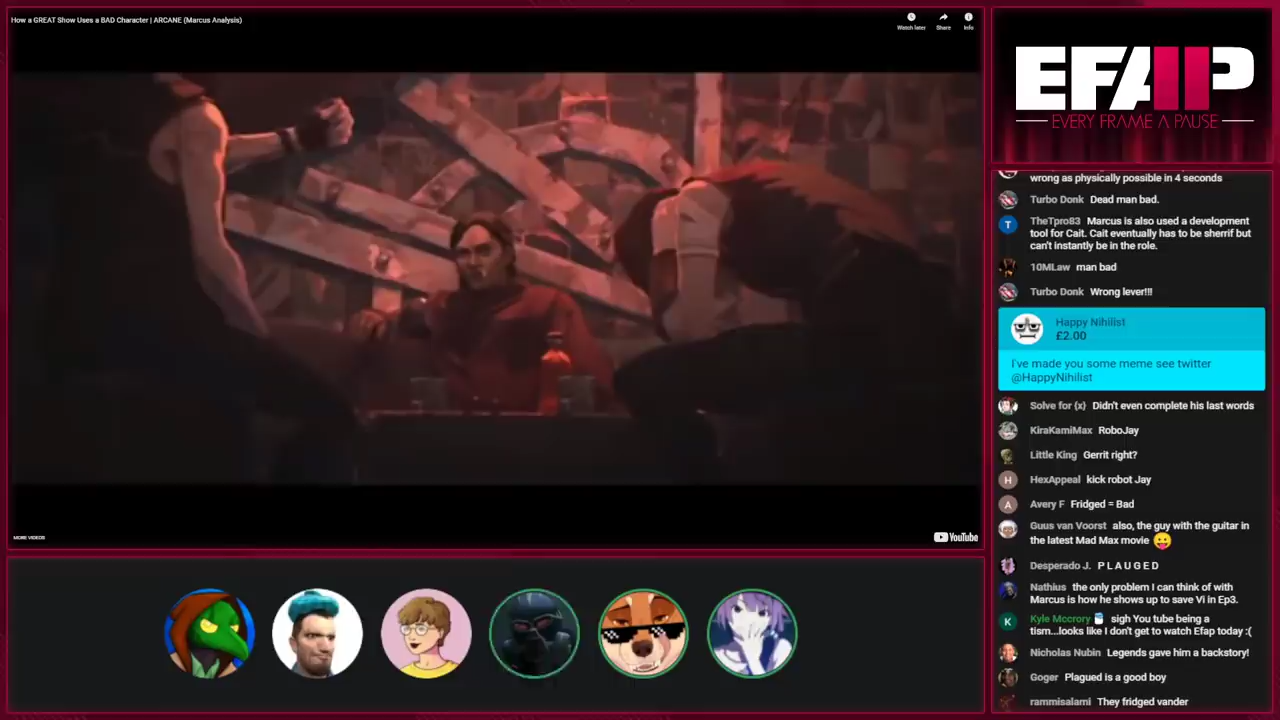 How a GREAT Show Uses a BAD Character | ARCANE (Marcus Analysis)
Watch later
Share
Info
MORE VIDEOS
YouTube
EFAP
EVERY FRAME A PAUSE
wrong as physically possible in 4 seconds
Turbo Donk Dead man bad.
TheTpro83 Marcus is also used a development
tool for Cait. Cait eventually has to be sherrif but
can't instantly be in the role.
10MLaw man bad
Turbo Donk Wrong lever!!!
Happy Nihilist
£2.00
I've made you some meme see twitter
@HappyNihilist
Solve for {x} Didn't even complete his last words
KiraKamiMax RoboJay
Little King Gerrit right?
H
HexAppeal kick robot Jay
A
Avery F Fridged = Bad
Guus van Voorst also, the guy with the guitar in
the latest Mad Max movie 😛
Desperado J. P L A U G E D
Nathius the only problem I can think of with
Marcus is how he shows up to save Vi in Ep3.
K
Kyle Mccrory sigh You tube being a
tism...looks like I don't get to watch Efap today :(
Nicholas Nubin Legends gave him a backstory!
Goger Plagued is a good boy
rammisalami They fridged vander
T